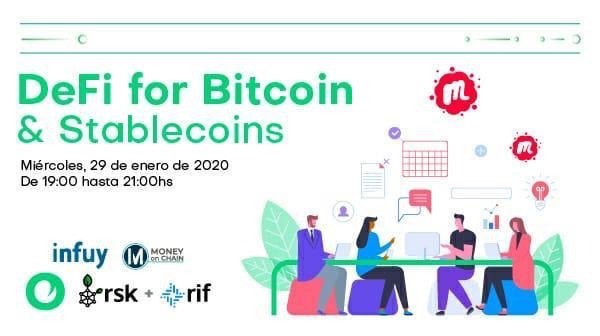 DeFi for Bitcoin
& Stablecoins
Miércoles, 29 de enero de 2020
De 19:00 hasta 21:00hs
m
m
infuy
M
MONEY
on CHAIN
rsk + rif